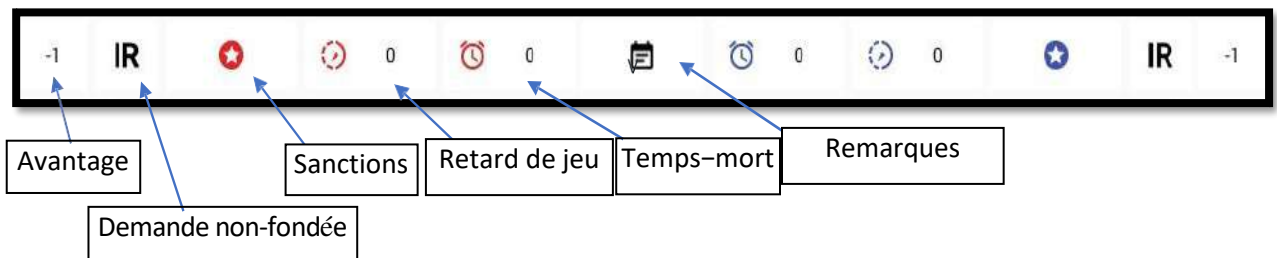 -1 IR 0 0 0 0 IR -1
Avantage
Sanctions
Retard de jeu
Temps-mort
Remarques
Demande non-fondée